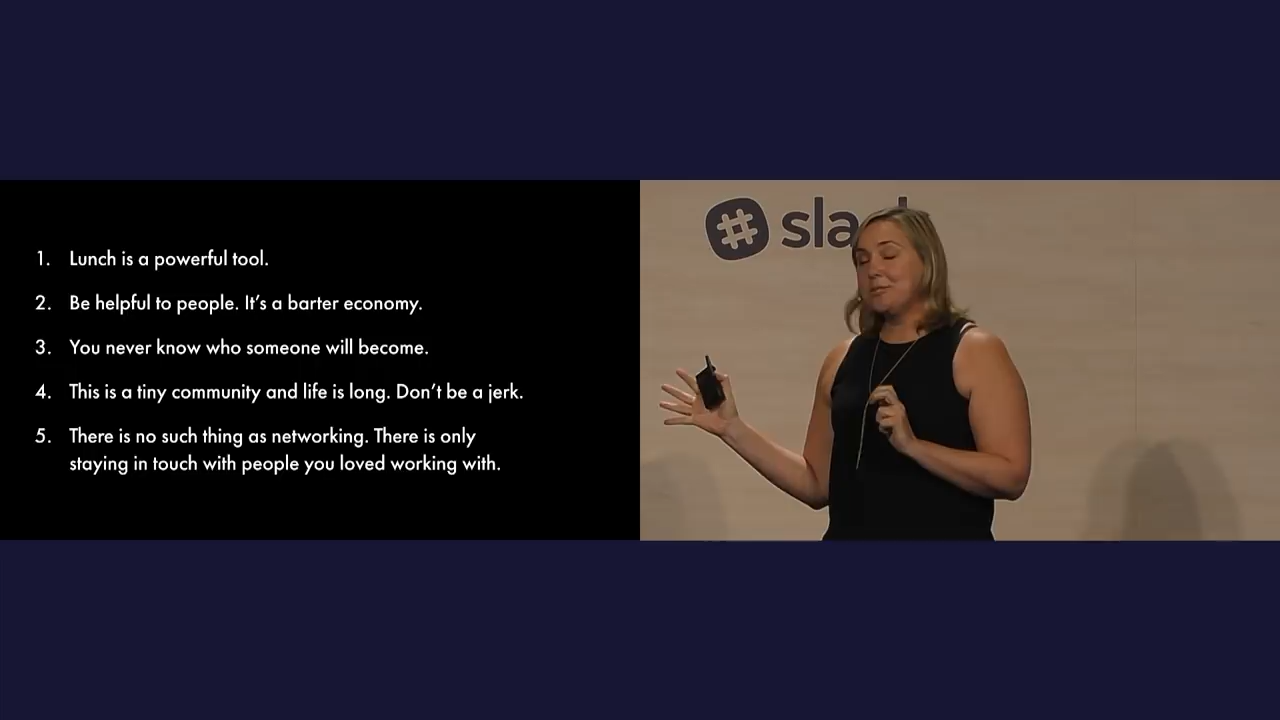 1. Lunch is a powerful tool.
2. Be helpful to people. It's a barter economy.
3. You never know who someone will become.
4. This is a tiny community and life is long. Don't be a jerk.
5. There is no such thing as networking. There is only
staying in touch with people you loved working with.